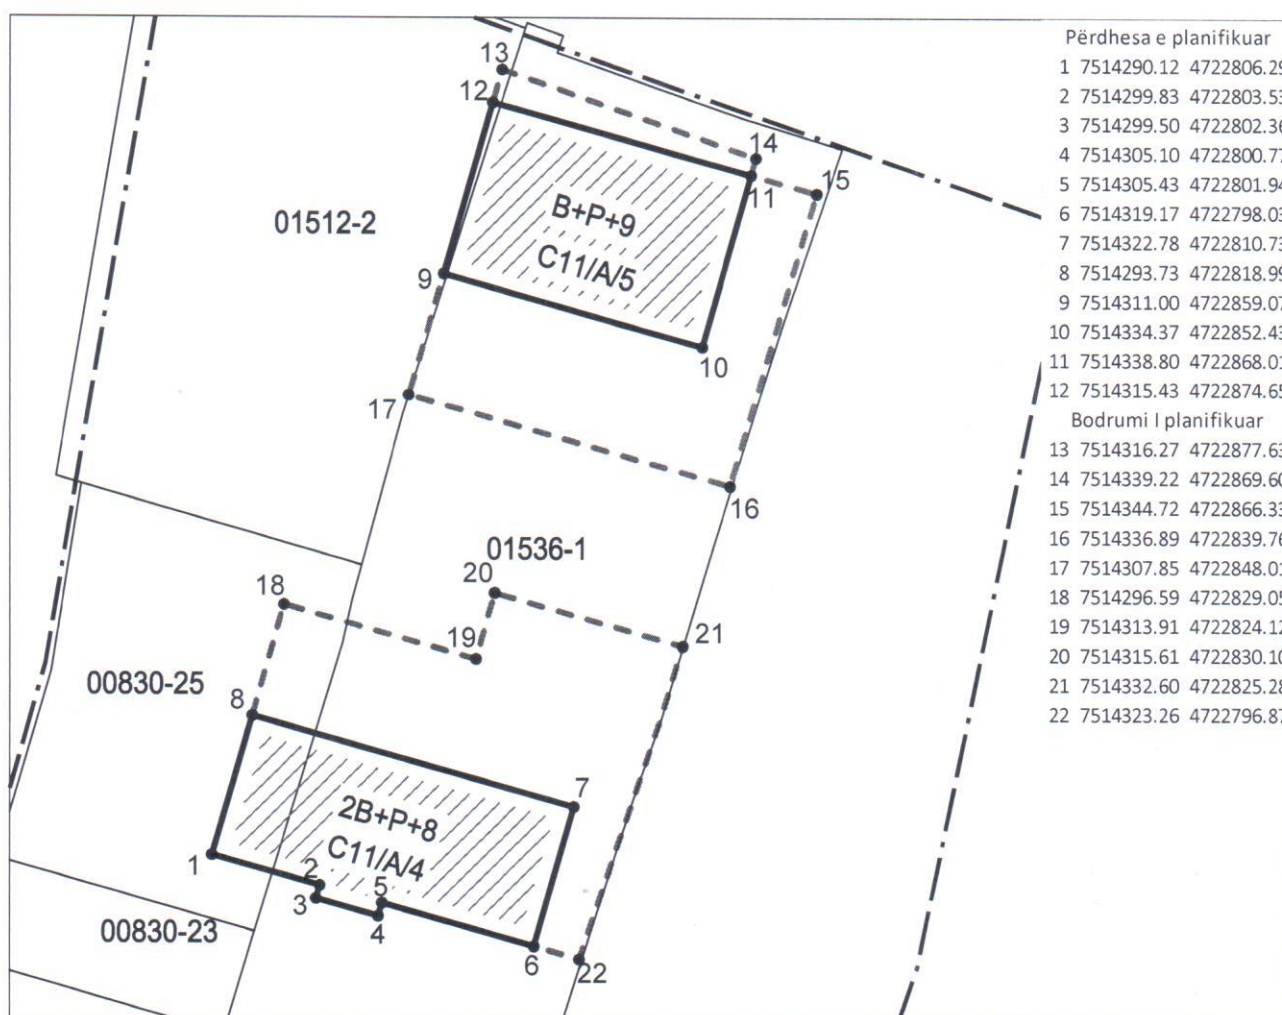 13
12
14
15
11
B+P+9
C11/A/5
01512-2
9
10
17
16
01536-1
20
18
19
21
00830-25
8
7
2B+P+8
C11/A/4
1
2
5
3
4
00830-23
6
22
Përdhesa e planifikuar
1 7514290.12 4722806.29
2 7514299.83 4722803.53
3 7514299.50 4722802.36
4 7514305.10 4722800.77
5 7514305.43 4722801.94
6 7514319.17 4722798.03
7 7514322.78 4722810.73
8 7514293.73 4722818.99
9 7514311.00 4722859.07
10 7514334.37 4722852.43
11 7514338.80 4722868.01
12 7514315.43 4722874.65
Bodrumi I planifikuar
13 7514316.27 4722877.63
14 7514339.22 4722869.60
15 7514344.72 4722866.33
16 7514336.89 4722839.76
17 7514307.85 4722848.01
18 7514296.59 4722829.05
19 7514313.91 4722824.12
20 7514315.61 4722830.10
21 7514332.60 4722825.28
22 7514323.26 4722796.87